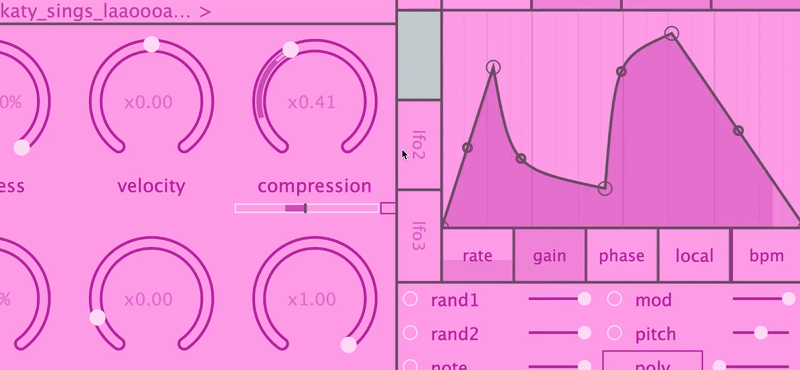 katy_sings_laaoooa... >
0% x0.00 x0.41
ess velocity compression
% x0.00 x1.00
lfo2
lfo3
rate gain phase local bpm
rand1 mod
rand2 pitch
note poly